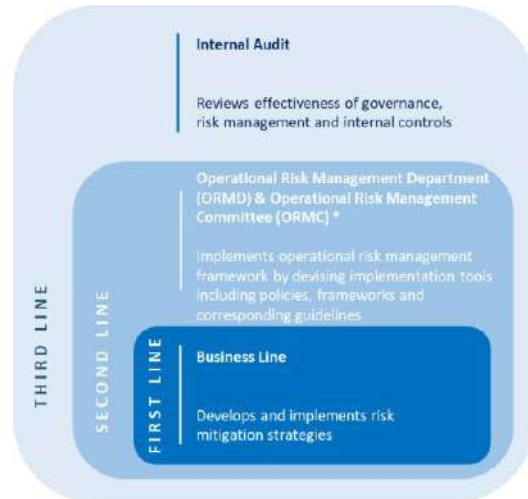 Internal Audit
Reviews effectiveness of governance,
risk management and internal controls
Operational Risk Management Department
(ORMD) & Operational Risk Management
Committee (ORMC) *
Implements operational risk management
framework by devising implementation tools
including policies, frameworks and
corresponding guidelines
Business Line
Develops and implements risk
mitigation strategies
THIRD LINE
SECOND LINE
FIRST LINE